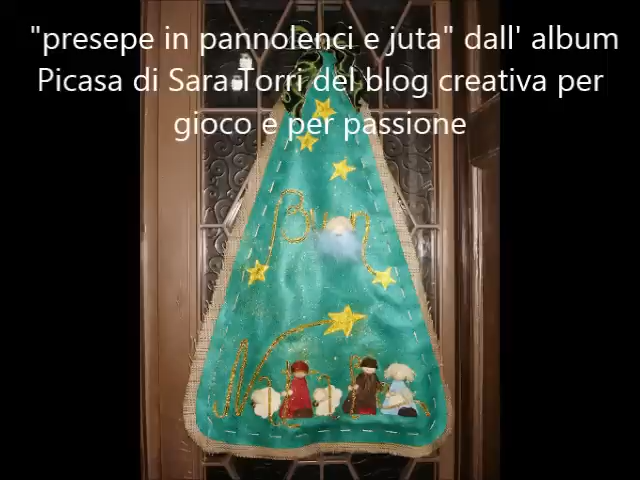 "presepe in pannolenci e juta" dall' album
Picasa di Sara Torri del blog creativa per
gioco e per passione
Buon
Natale